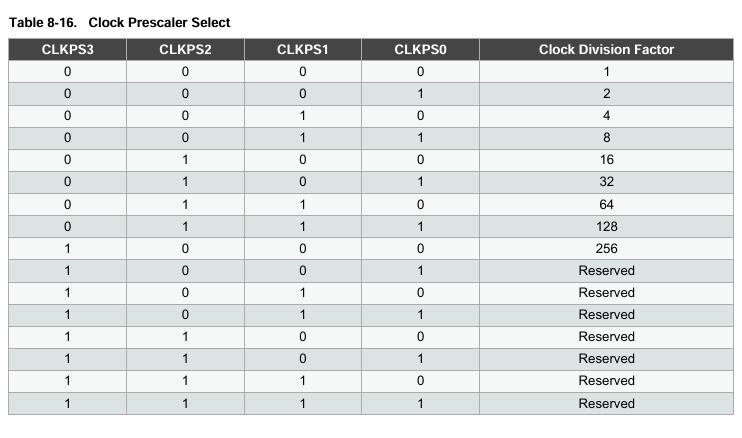 Table 8-16. Clock Prescaler Select
CLKPS3 CLKPS2 CLKPS1 CLKPS0 Clock Division Factor
0 0 0 0 1
0 0 0 1 2
0 0 1 0 4
0 0 1 1 8
0 1 0 0 16
0 1 0 1 32
0 1 1 0 64
0 1 1 1 128
1 0 0 0 256
1 0 0 1 Reserved
1 0 1 0 Reserved
1 0 1 1 Reserved
1 1 0 0 Reserved
1 1 0 1 Reserved
1 1 1 0 Reserved
1 1 1 1 Reserved